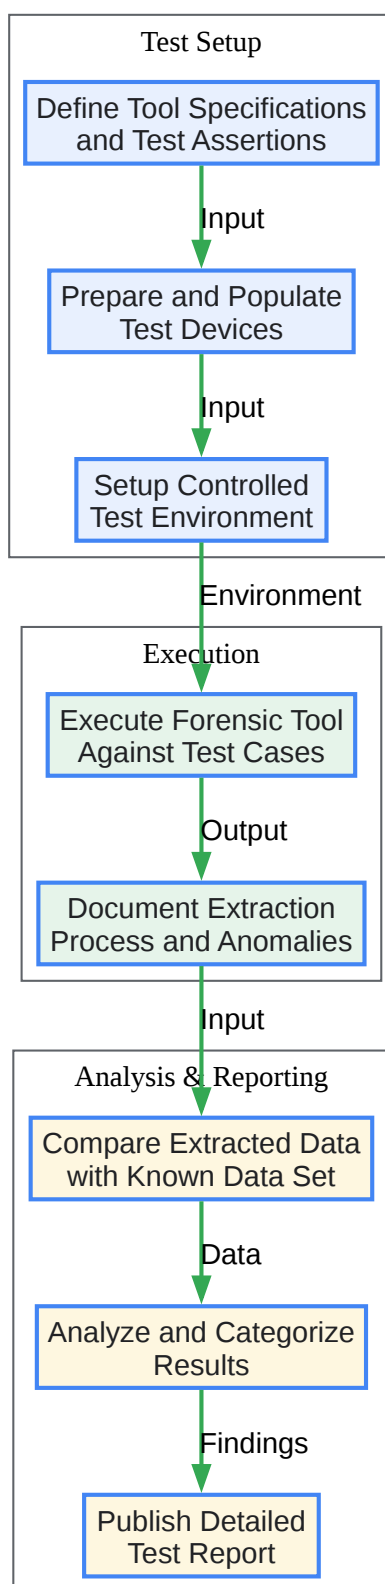 Test Setup
Define Tool Specifications
and Test Assertions
Input
Prepare and Populate
Test Devices
Input
Setup Controlled
Test Environment
Environment
Execution
Execute Forensic Tool
Against Test Cases
Output
Document Extraction
Process and Anomalies
Input
Analysis & Reporting
Compare Extracted Data
with Known Data Set
Data
Analyze and Categorize
Results
Findings
Publish Detailed
Test Report